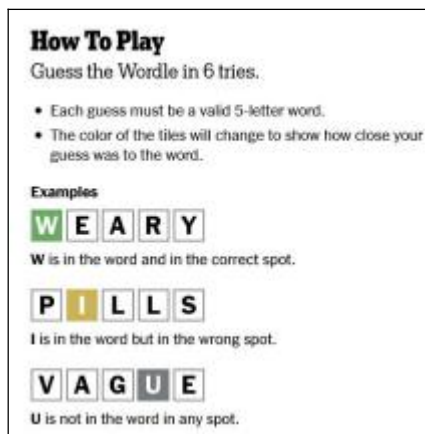 How To Play
Guess the Wordle in 6 tries.
• Each guess must be a valid 5-letter word.
• The color of the tiles will change to show how close your
guess was to the word.
Examples
W E A R Y
W is in the word and in the correct spot.
P I L L S
I is in the word but in the wrong spot.
V A G U E
U is not in the word in any spot.